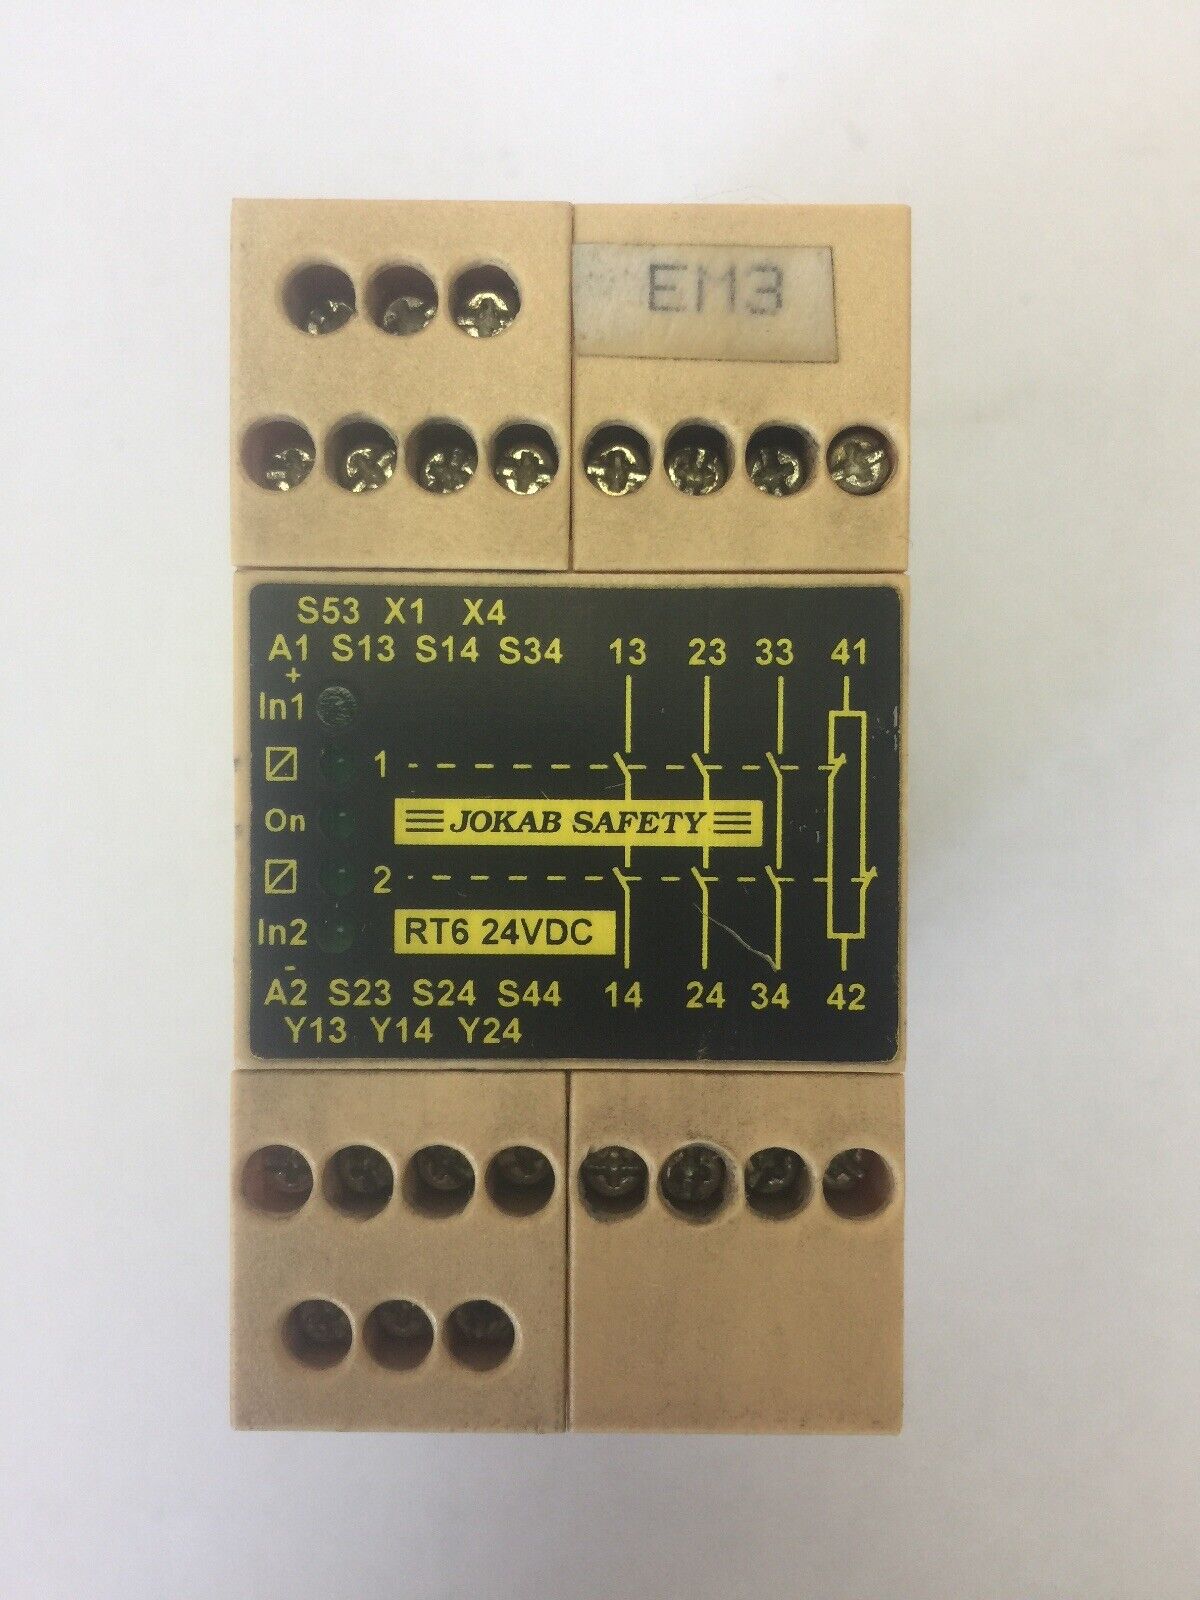 EM3
S53 X1 X4
A1 S13 S14 S34 13 23 33 41
+
In1
1
JOKAB SAFETY
On
2
RT6 24VDC
In2
-
A2 S23 S24 S44 14 24 34 42
Y13 Y14 Y24